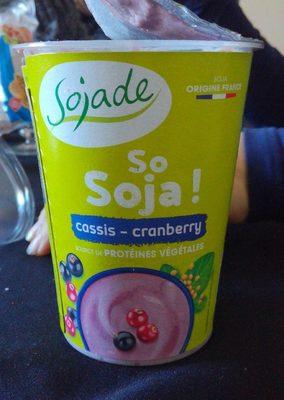 Sojade
SOJA
ORIGINE FRANCE
So
Soja !
cassis - cranberry
SOURCE DE PROTÉINES VÉGÉTALES